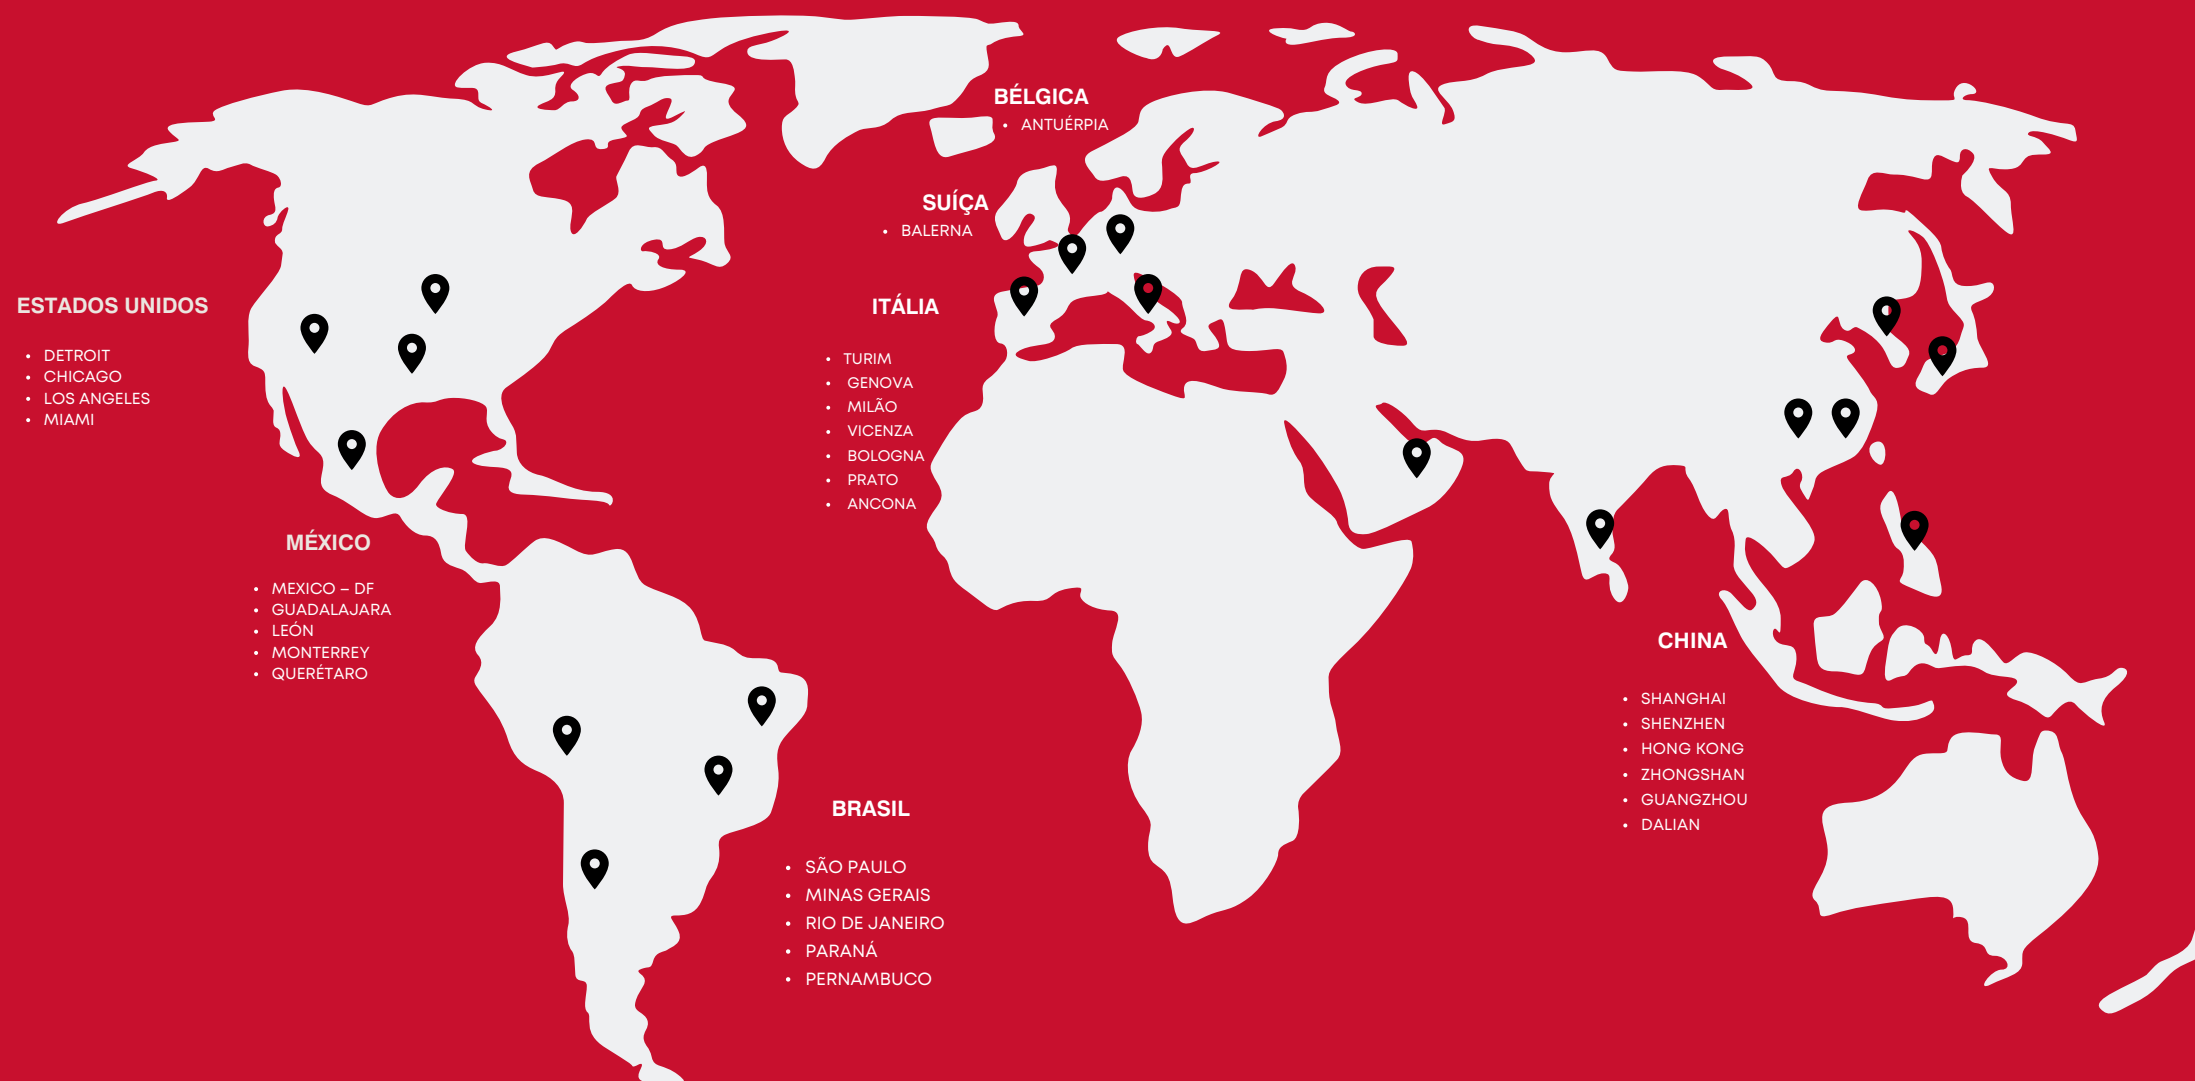 BÉLGICA
• ANTUÉRPIA
SUÍÇA
• BALERNA
ESTADOS UNIDOS
• DETROIT
• CHICAGO
• LOS ANGELES
• MIAMI
ITÁLIA
• TURIM
• GENOVA
• MILÃO
• VICENZA
• BOLOGNA
• PRATO
• ANCONA
MÉXICO
• MEXICO – DF
• GUADALAJARA
• LEÓN
• MONTERREY
• QUERÉTARO
CHINA
• SHANGHAI
• SHENZHEN
• HONG KONG
• ZHONGSHAN
• GUANGZHOU
• DALIAN
BRASIL
• SÃO PAULO
• MINAS GERAIS
• RIO DE JANEIRO
• PARANÁ
• PERNAMBUCO